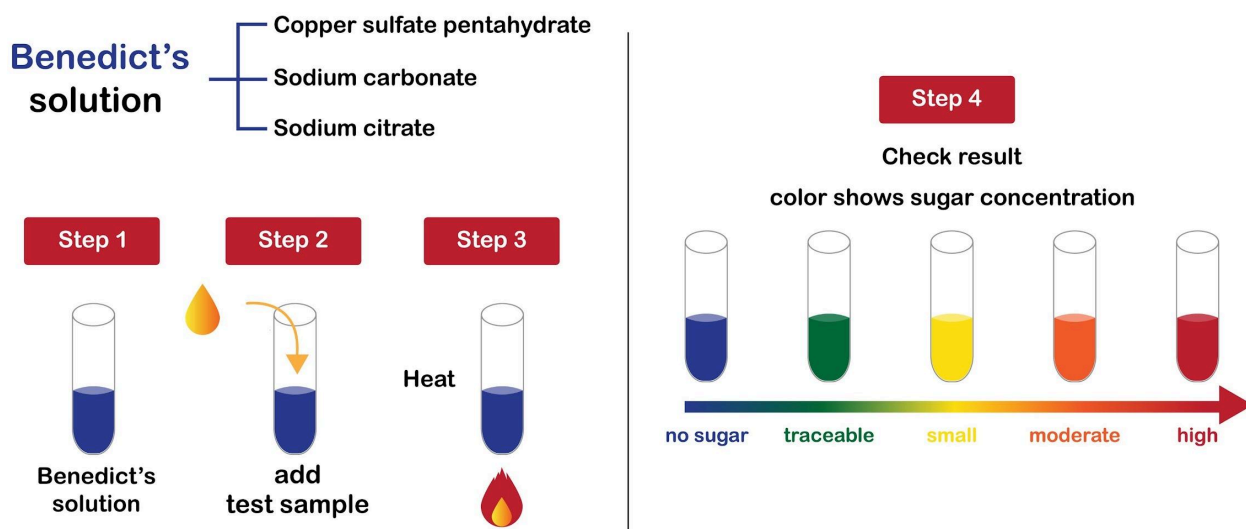 Benedict's
solution
Copper sulfate pentahydrate
Sodium carbonate
Sodium citrate
Step 1
Step 2
Step 3
Heat
Benedict's
solution
add
test sample
Step 4
Check result
color shows sugar concentration
no sugar
traceable
small
moderate
high